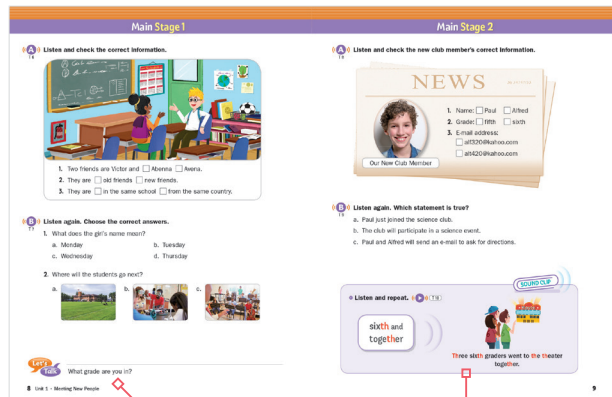 Main Stage 1
A Listen and check the correct information.
T6
1. Two friends are Victor and Abenna Avena.
2. They are old friends new friends.
3. They are in the same school from the same country.
B Listen again. Choose the correct answers.
T7
1. What does the girl's name mean?
a. Monday b. Tuesday
c. Wednesday d. Thursday
2. Where will the students go next?
a. b. c.
Let's
Talk What grade are you in?
8 Unit 1 - Meeting New People
Main Stage 2
A Listen and check the new club member's correct information.
T8
NEWS
1. Name: Paul Alfred
2. Grade: fifth sixth
3. E-mail address:
alf320@kahoo.com
alt420@kahoo.com
Our New Club Member
B Listen again. Which statement is true?
T9
a. Paul just joined the science club.
b. The club will participate in a science event.
c. Paul and Alfred will send an e-mail to ask for directions.
SOUND CLIP
Listen and repeat. T10
sixth and
together
Three sixth graders went to the theater
together.
9